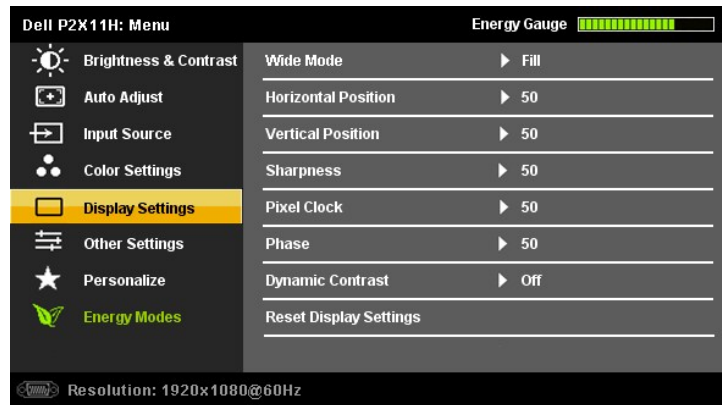 Dell P2X11H: Menu Energy Gauge
Brightness & Contrast Wide Mode Fill
Auto Adjust Horizontal Position 50
Input Source Vertical Position 50
Color Settings Sharpness 50
Display Settings Pixel Clock 50
Other Settings Phase 50
Personalize Dynamic Contrast Off
Energy Modes Reset Display Settings
Resolution: 1920x1080@60Hz